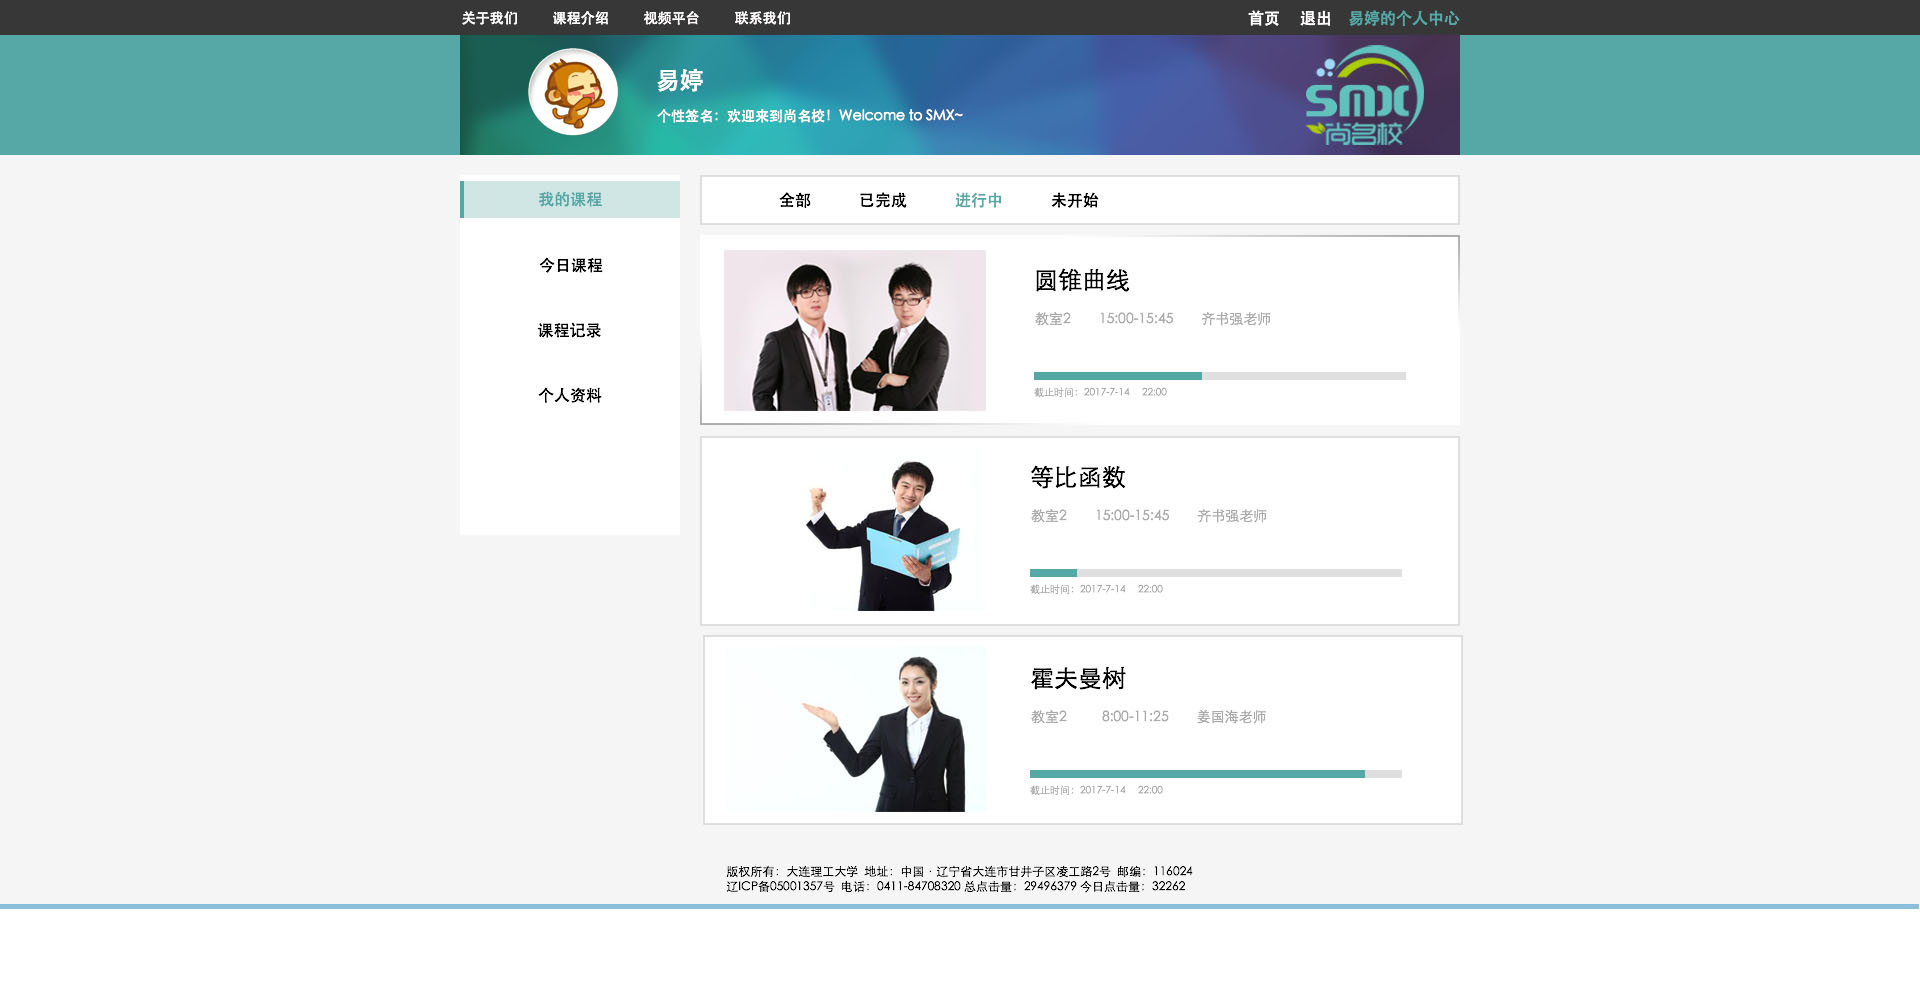 关于我们 课程介绍 视频平台 联系我们 首页 退出 易婷的个人中心
易婷
个性签名：欢迎来到尚名校！Welcome to SMX~
SMX
尚名校
我的课程
今日课程
课程记录
个人资料
全部 已完成 进行中 未开始
圆锥曲线
教室2 15:00-15:45 齐书强老师
截止时间：2017-7-14 22:00
等比函数
教室2 15:00-15:45 齐书强老师
截止时间：2017-7-14 22:00
霍夫曼树
教室2 8:00-11:25 姜国海老师
截止时间：2017-7-14 22:00
版权所有：大连理工大学 地址：中国·辽宁省大连市甘井子区凌工路2号 邮编：116024
辽ICP备05001357号 电话：0411-84708320 总点击量：29496379 今日点击量：32262